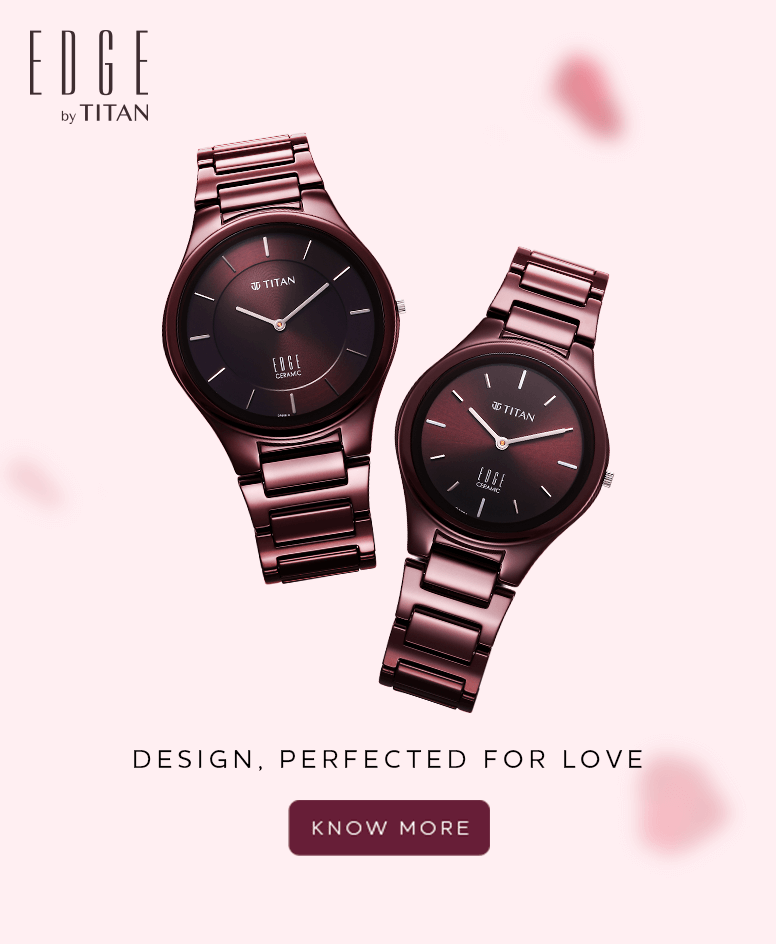 EDGE
by TITAN
TITAN
EDGE
CERAMIC
TITAN
EDGE
CERAMIC
DESIGN, PERFECTED FOR LOVE
KNOW MORE